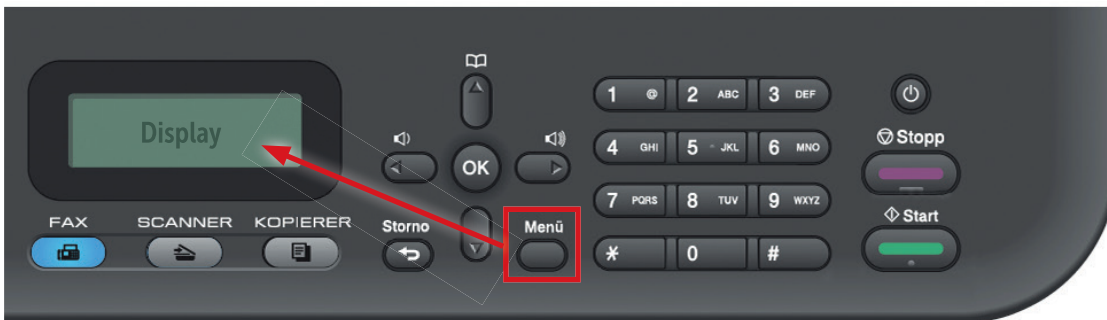 Display
FAX SCANNER KOPIERER
Storno
OK
Menü
1 @ 2 ABC 3 DEF
4 GHI 5 JKL 6 MNO
7 PQRS 8 TUV 9 WXYZ
* 0 #
Stopp
Start